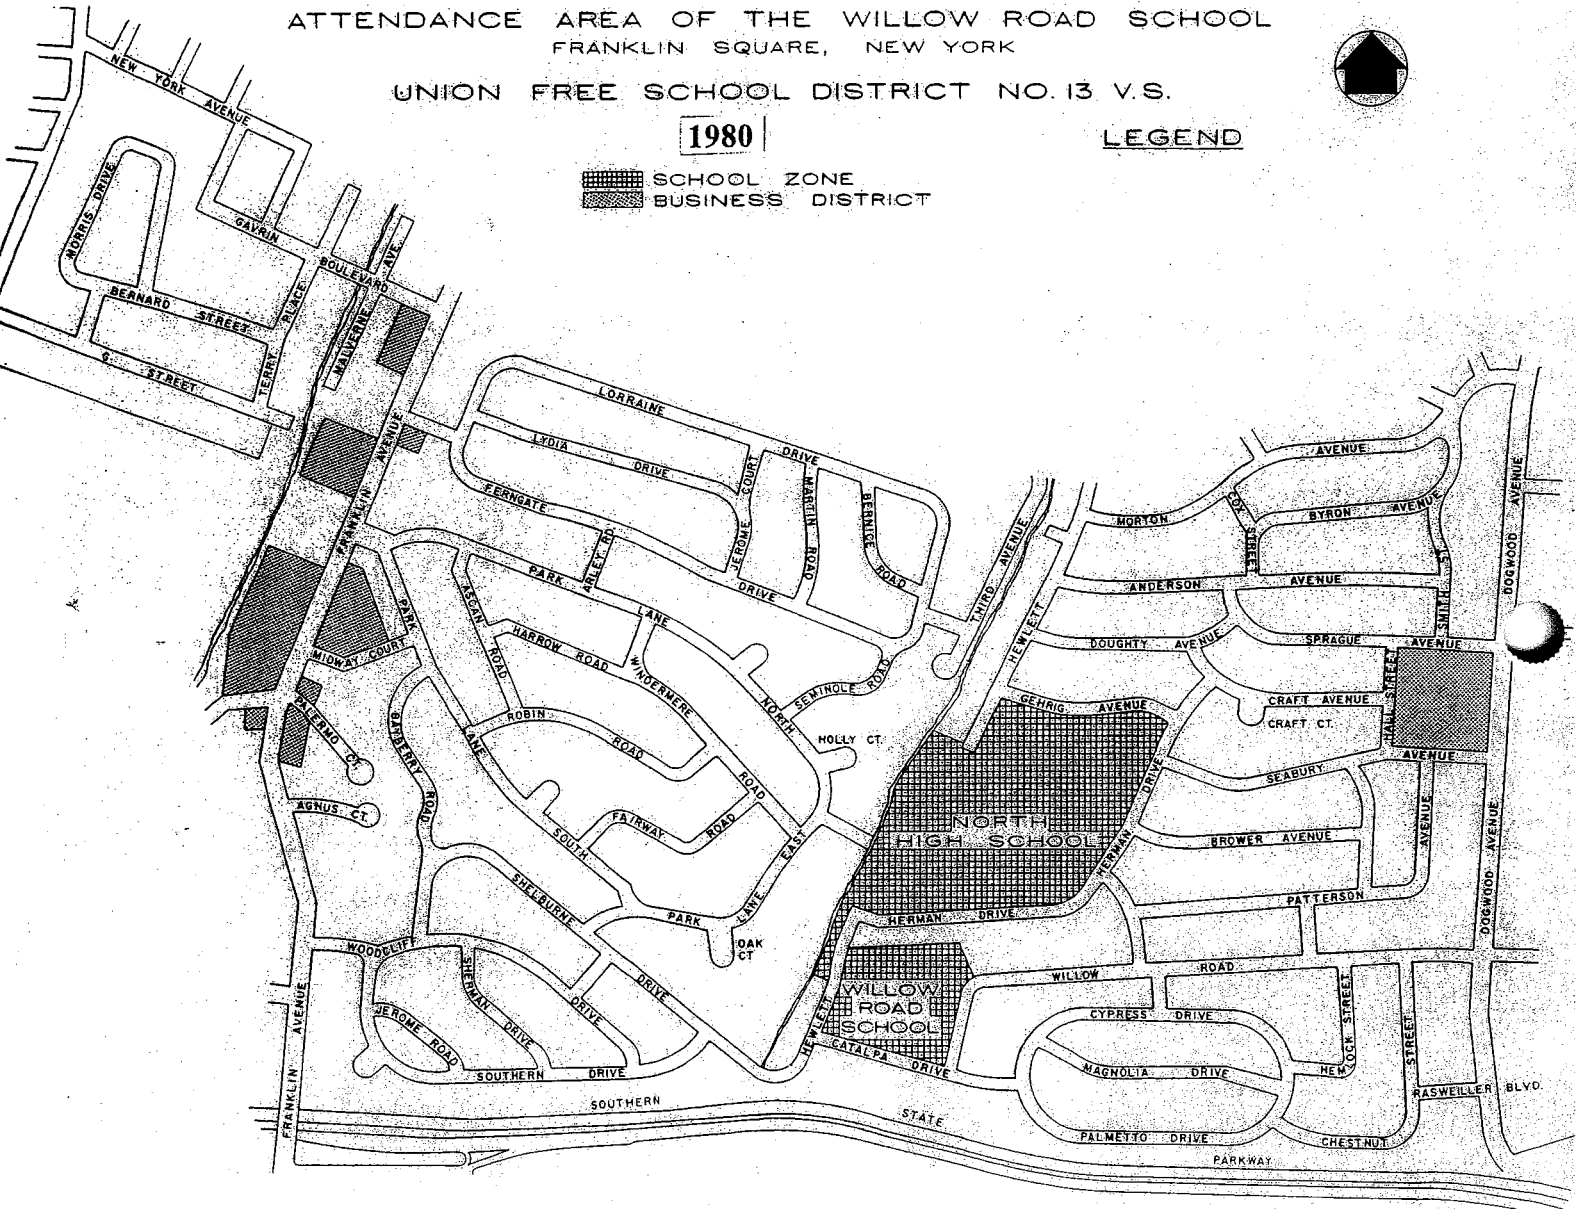 ATTENDANCE AREA OF THE WILLOW ROAD SCHOOL
FRANKLIN SQUARE, NEW YORK
UNION FREE SCHOOL DISTRICT NO. 13 V.S.
1980
LEGEND
SCHOOL ZONE
BUSINESS DISTRICT
NEW YORK AVENUE
MORRIS DRIVE
GAVRIN BOULEVARD
MALVERNE AVE.
BERNARD STREET
TERRY PLACE
G STREET
FRANKLIN AVENUE
LORRAINE DRIVE
LYDIA DRIVE
JEROME COURT
MARTIN ROAD
BERNICE ROAD
FERNGATE DRIVE
ARLEY RD
PARK LANE NORTH
PARK LANE SOUTH
ASCAN ROAD
HARROW ROAD
WINDERMERE ROAD
SEMINOLE ROAD
HOLLY CT.
ROBIN ROAD
FAIRWAY ROAD
PARK LANE EAST
OAK
CT
MIDWAY COURT
PALERMO CT.
AGNUS CT.
BAYBERRY ROAD
SHELBURNE DRIVE
WOODCLIFF DRIVE
SHERMAN DRIVE
JEROME ROAD
SOUTHERN DRIVE
FRANKLIN AVENUE
THIRD AVENUE
HEWLETT
MORTON AVENUE
COX STREET
BYRON AVENUE
ANDERSON AVENUE
SMITH ST.
DOGWOOD AVENUE
DOUGHTY AVENUE
SPRAGUE AVENUE
GEHRIG AVENUE
CRAFT AVENUE
CRAFT CT.
HALL STREET
SEABURY AVENUE
NORTH
HIGH SCHOOL
HERMAN DRIVE
BROWER AVENUE
PATTERSON AVENUE
DOGWOOD AVENUE
HERMAN DRIVE
WILLOW ROAD
WILLOW
ROAD
SCHOOL
HEWLETT
CATALPA DRIVE
CYPRESS DRIVE
MAGNOLIA DRIVE
HEMLOCK STREET
PALMETTO DRIVE
CHESTNUT STREET
RASWEILLER BLVD.
SOUTHERN STATE PARKWAY